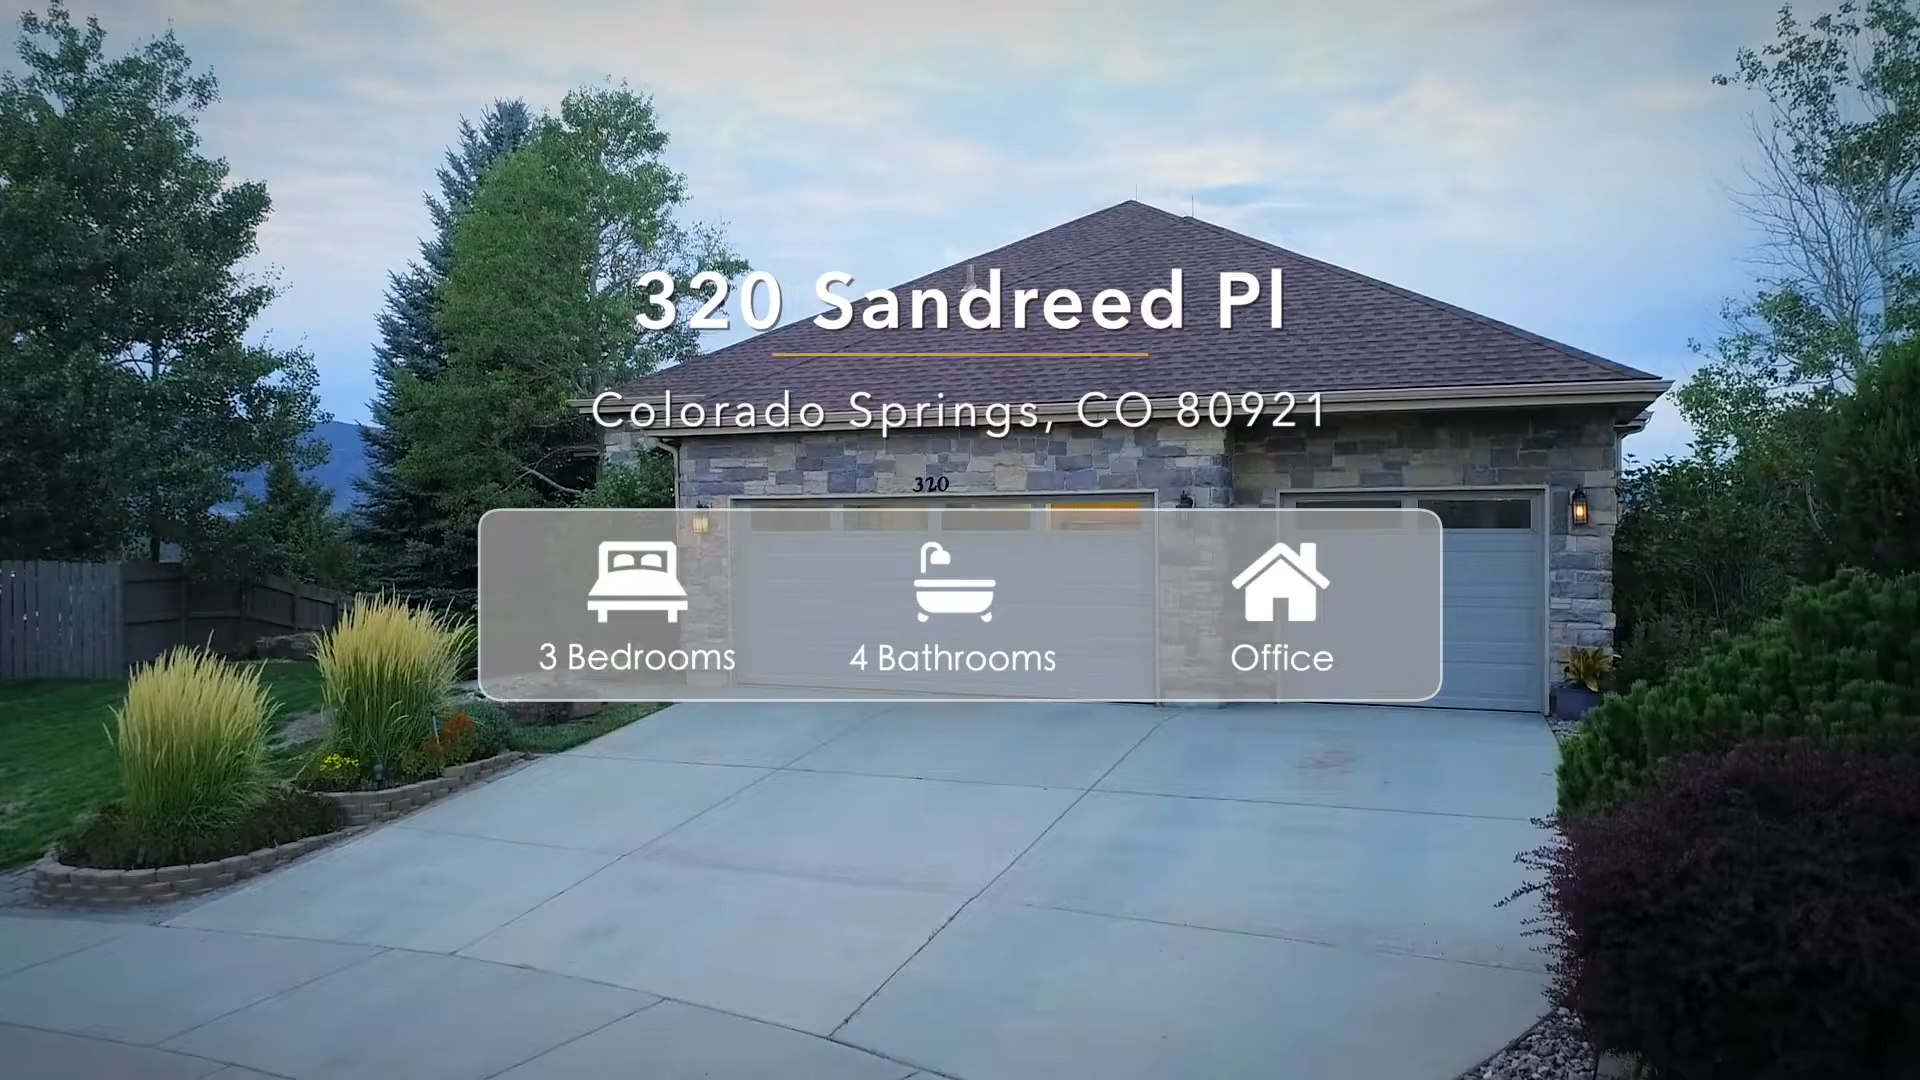 320 Sandreed Pl
Colorado Springs, CO 80921
320
3 Bedrooms
4 Bathrooms
Office